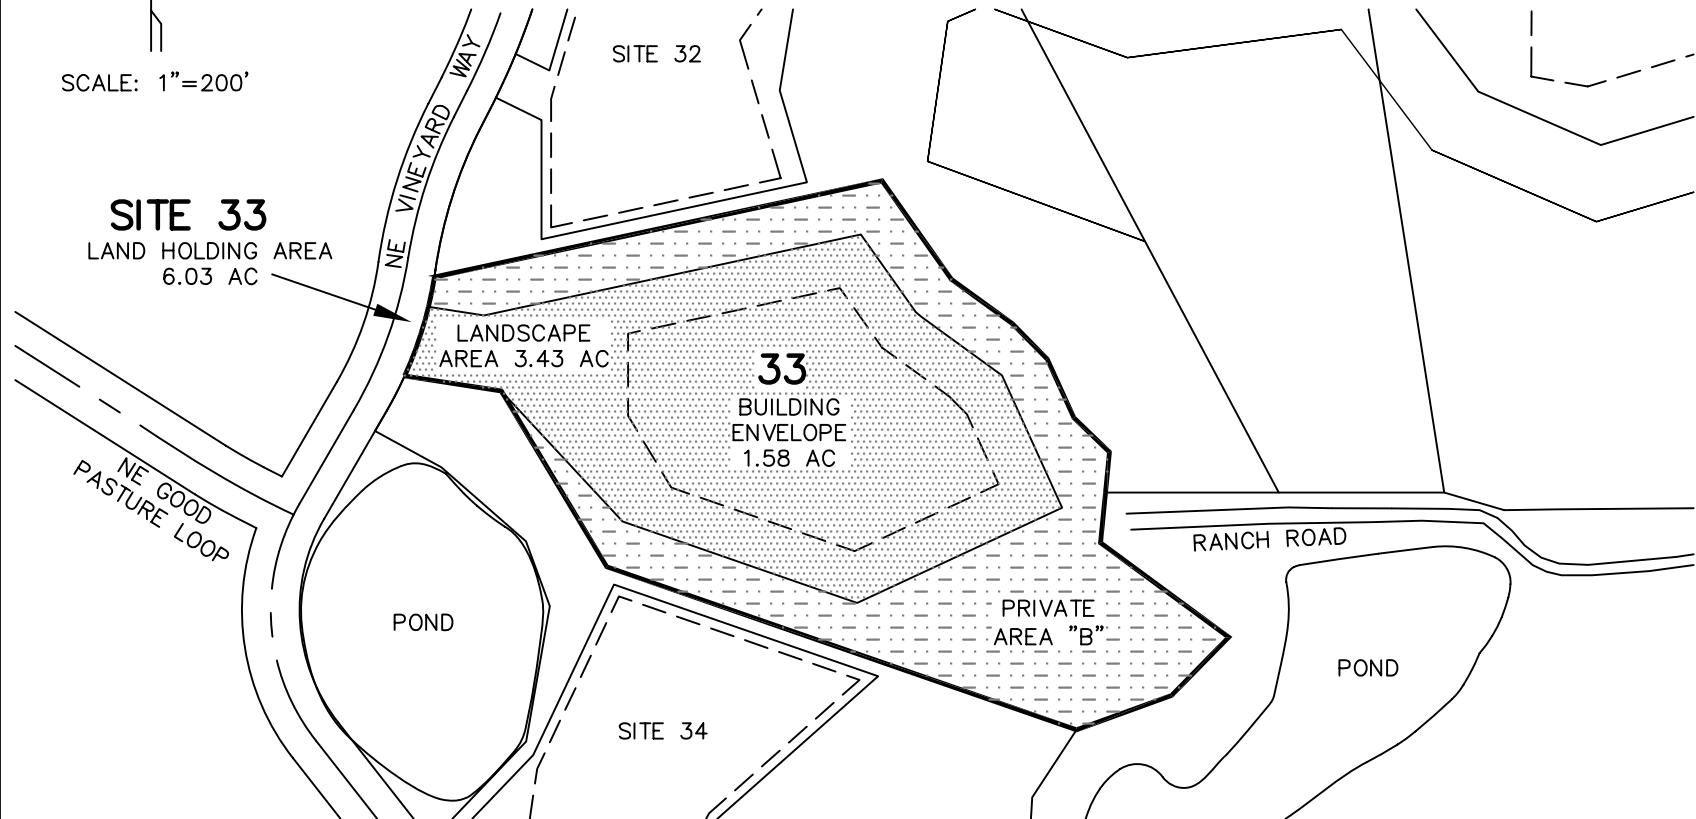 SITE 32
SCALE: 1"=200'
NE VINEYARD WAY
SITE 33
LAND HOLDING AREA
6.03 AC
LANDSCAPE
AREA 3.43 AC
33
BUILDING
ENVELOPE
1.58 AC
NE GOOD
PASTURE LOOP
RANCH ROAD
POND
PRIVATE
AREA "B"
POND
SITE 34